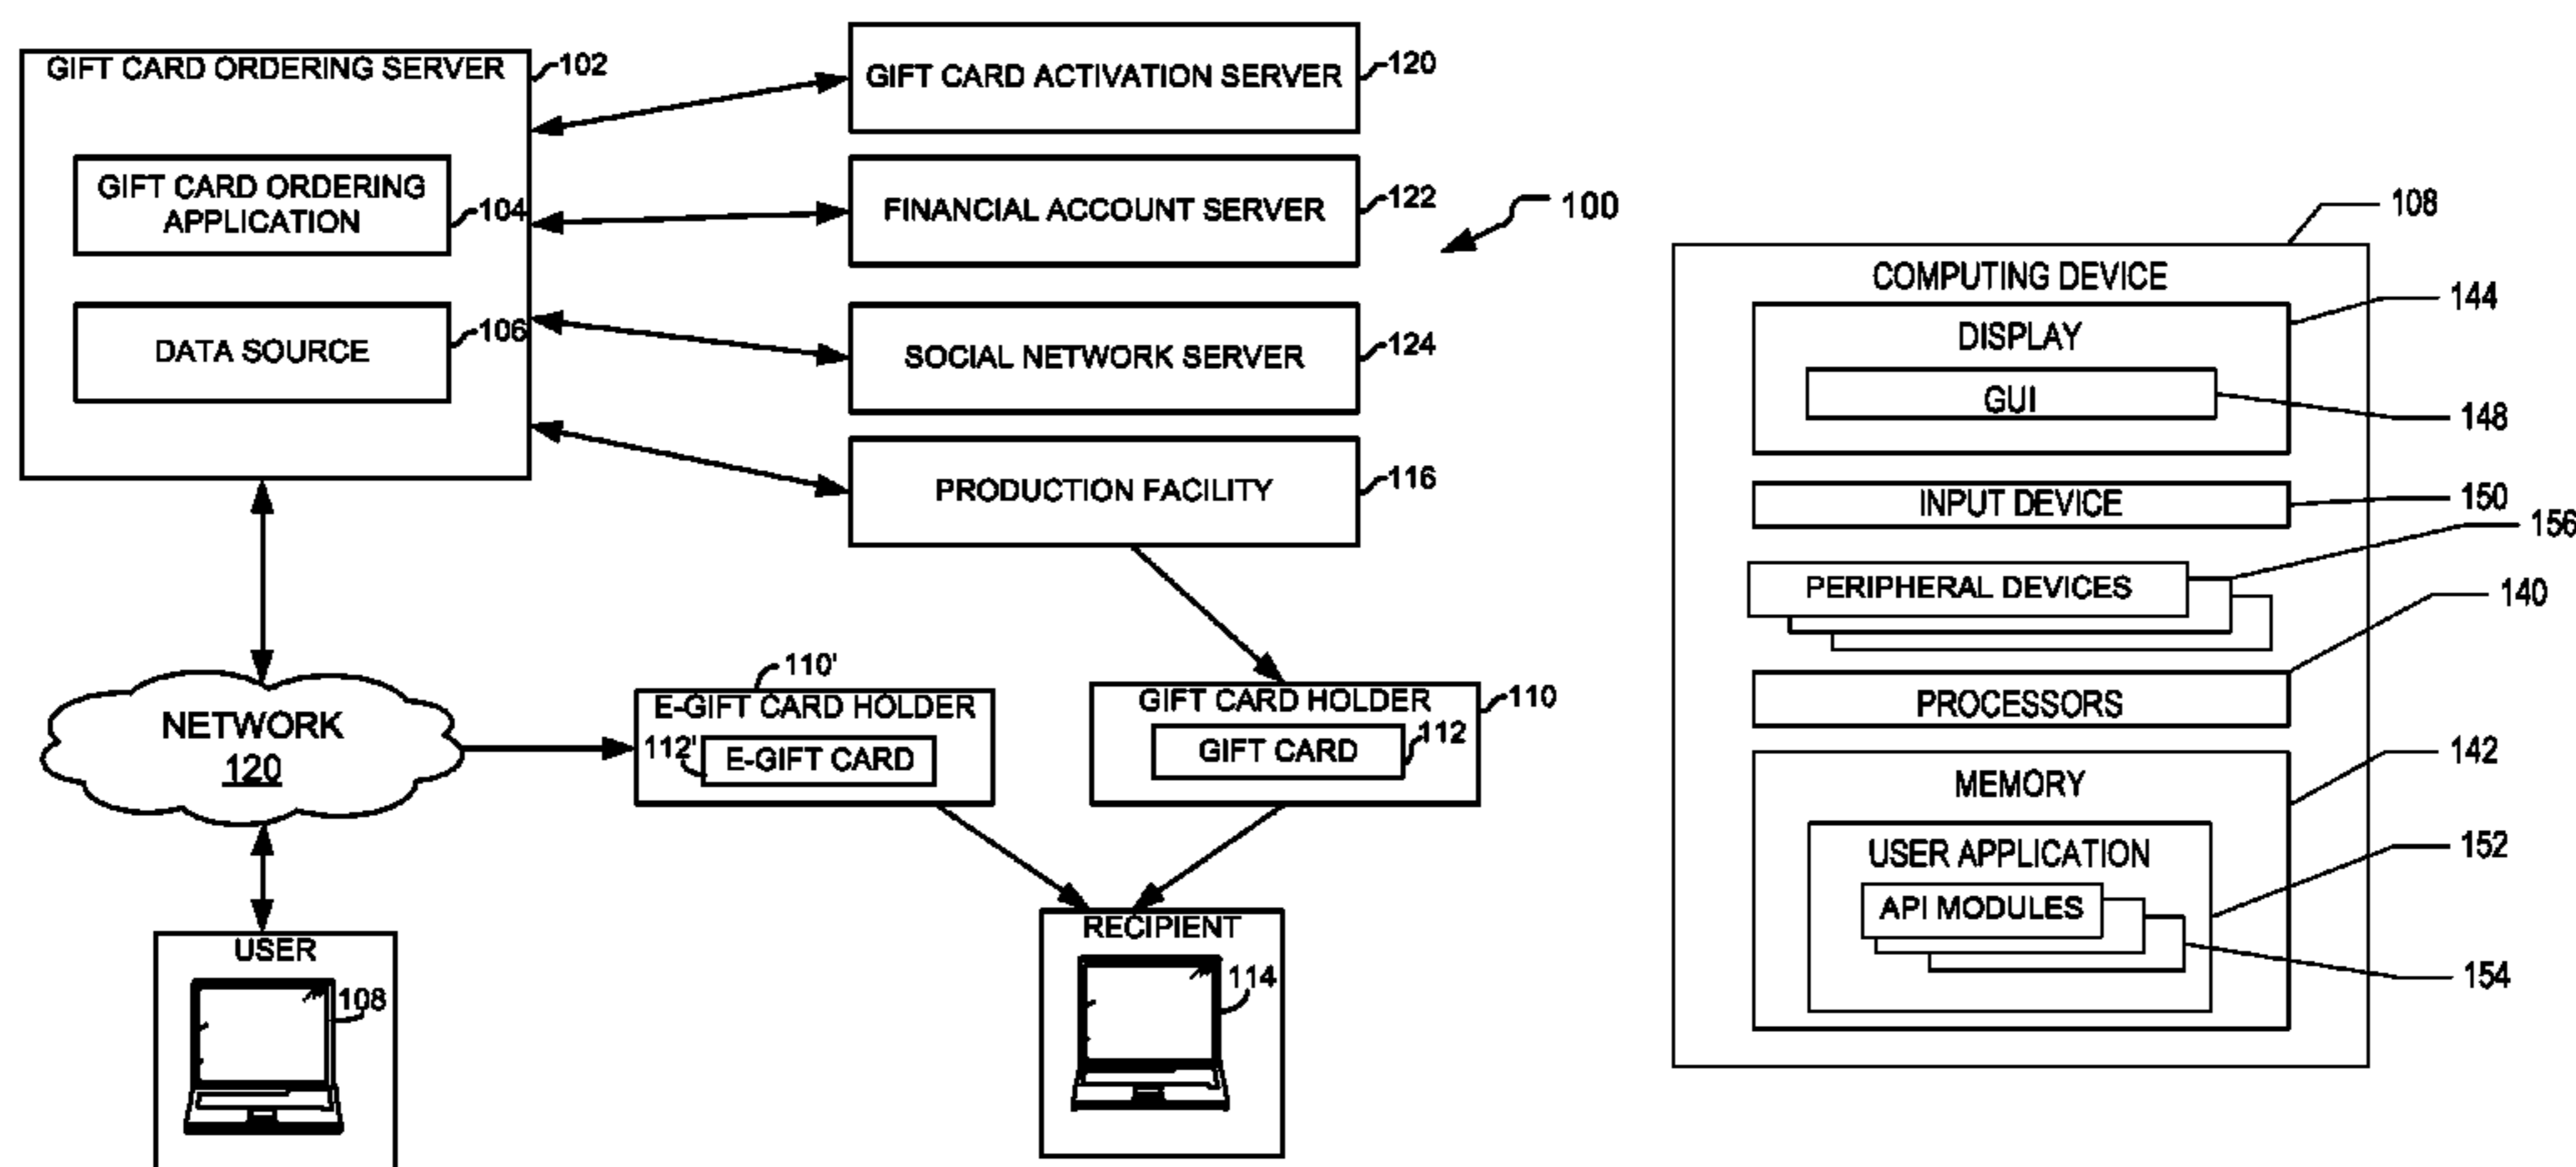 GIFT CARD ORDERING SERVER
102
GIFT CARD ORDERING
APPLICATION
104
DATA SOURCE
106
GIFT CARD ACTIVATION SERVER
120
FINANCIAL ACCOUNT SERVER
122
SOCIAL NETWORK SERVER
124
PRODUCTION FACILITY
116
100
NETWORK
120
110'
E-GIFT CARD HOLDER
112'
E-GIFT CARD
GIFT CARD HOLDER
110
GIFT CARD
112
USER
108
RECIPIENT
114
108
COMPUTING DEVICE
144
DISPLAY
GUI
148
INPUT DEVICE
150
156
PERIPHERAL DEVICES
140
PROCESSORS
142
MEMORY
USER APPLICATION
152
API MODULES
154